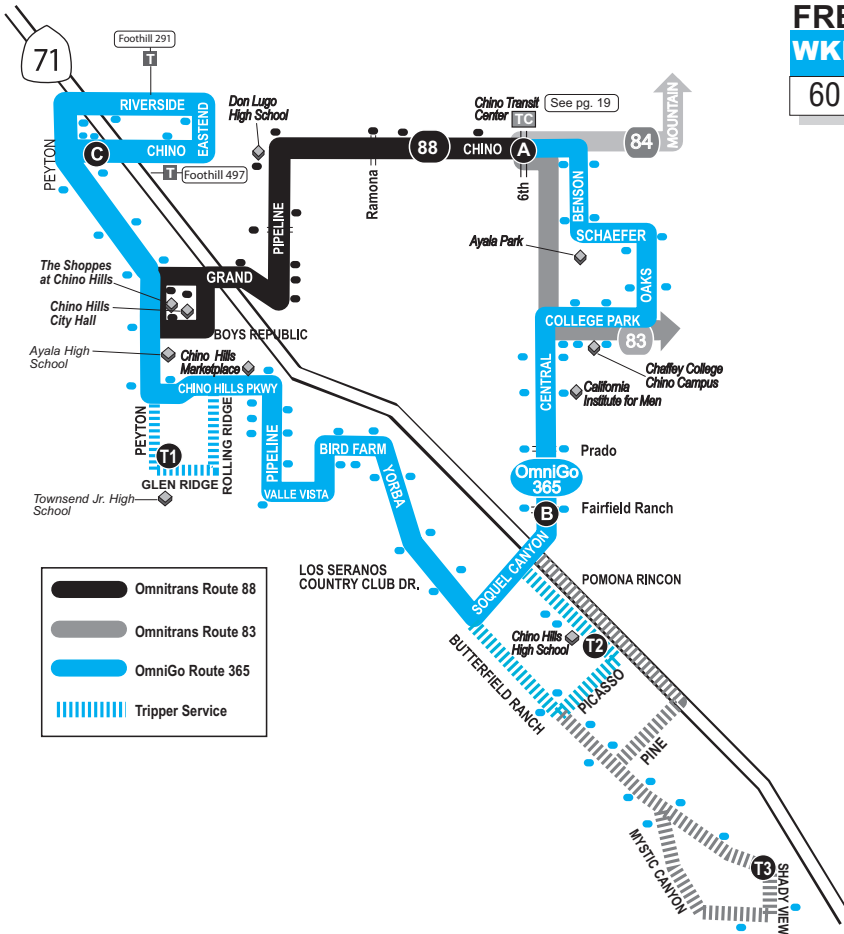 FRE
WK
60
71
Foothill 291
T
RIVERSIDE
EASTEND
CHINO
C
PEYTON
T
Foothill 497
Don Lugo
High School
Chino Transit
Center
TC
See pg. 19
MOUNTAIN
84
88
CHINO
A
Ramona
6th
BENSON
PIPELINE
SCHAEFER
Ayala Park
OAKS
The Shoppes
at Chino Hills
GRAND
Chino Hills
City Hall
COLLEGE PARK
83
BOYS REPUBLIC
Ayala High
School
Chino Hills
Marketplace
Chaffey College
Chino Campus
CENTRAL
California
Institute for Men
CHINO HILLS PKWY
PEYTON
ROLLING RIDGE
PIPELINE
T1
GLEN RIDGE
BIRD FARM
YORBA
VALLE VISTA
Prado
OmniGo
365
Townsend Jr. High
School
B
Fairfield Ranch
SOQUEL CANYON
LOS SERANOS
COUNTRY CLUB DR.
POMONA RINCON
Omnitrans Route 88
Omnitrans Route 83
OmniGo Route 365
Tripper Service
Chino Hills
High School
T2
BUTTERFIELD RANCH
PICASSO
PINE
MYSTIC CANYON
T3
SHADY VIEW